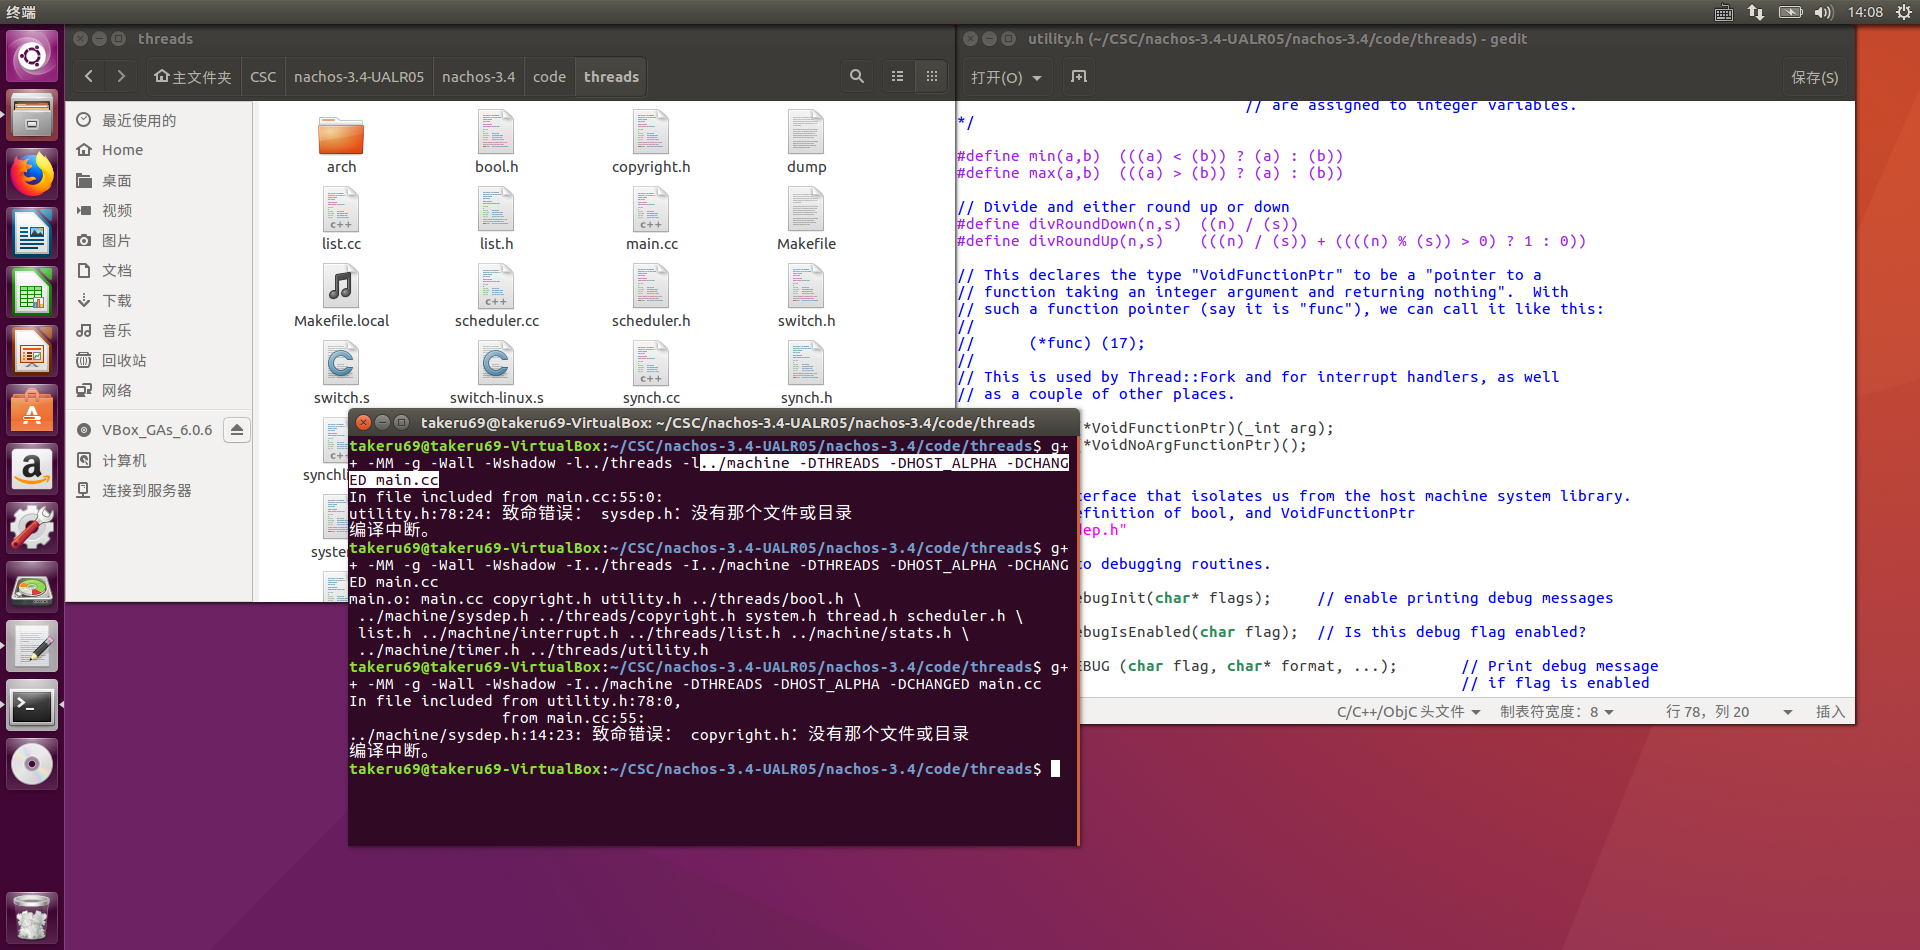 终端
14:08
threads
主文件夹 CSC nachos-3.4-UALR05 nachos-3.4 code threads
最近使用的
Home
桌面
视频
图片
文档
下载
音乐
回收站
网络
VBox_GAs_6.0.6
计算机
连接到服务器
arch bool.h copyright.h dump
list.cc list.h main.cc Makefile
Makefile.local scheduler.cc scheduler.h switch.h
switch.s switch-linux.s synch.cc synch.h
utility.h (~/CSC/nachos-3.4-UALR05/nachos-3.4/code/threads) - gedit
打开(O) 保存(S)
// are assigned to integer variables.
*/
#define min(a,b)  (((a) < (b)) ? (a) : (b))
#define max(a,b)  (((a) > (b)) ? (a) : (b))
// Divide and either round up or down
#define divRoundDown(n,s)  ((n) / (s))
#define divRoundUp(n,s)    (((n) / (s)) + ((((n) % (s)) > 0) ? 1 : 0))
// This declares the type "VoidFunctionPtr" to be a "pointer to a
// function taking an integer argument and returning nothing".  With
// such a function pointer (say it is "func"), we can call it like this:
//
//      (*func) (17);
//
// This is used by Thread::Fork and for interrupt handlers, as well
// as a couple of other places.
*VoidFunctionPtr)(_int arg);
*VoidNoArgFunctionPtr)();
terface that isolates us from the host machine system library.
efinition of bool, and VoidFunctionPtr
dep.h"
o debugging routines.
ebugInit(char* flags);     // enable printing debug messages
ebugIsEnabled(char flag);  // Is this debug flag enabled?
EBUG (char flag, char* format, ...);       // Print debug message
// if flag is enabled
C/C++/ObjC 头文件 制表符宽度：8 行 78，列 20 插入
takeru69@takeru69-VirtualBox: ~/CSC/nachos-3.4-UALR05/nachos-3.4/code/threads
takeru69@takeru69-VirtualBox:~/CSC/nachos-3.4-UALR05/nachos-3.4/code/threads$ g+
+ -MM -g -Wall -Wshadow -l../threads -l../machine -DTHREADS -DHOST_ALPHA -DCHANG
ED main.cc
In file included from main.cc:55:0:
utility.h:78:24: 致命错误： sysdep.h：没有那个文件或目录
编译中断。
takeru69@takeru69-VirtualBox:~/CSC/nachos-3.4-UALR05/nachos-3.4/code/threads$ g+
+ -MM -g -Wall -Wshadow -I../threads -I../machine -DTHREADS -DHOST_ALPHA -DCHANG
ED main.cc
main.o: main.cc copyright.h utility.h ../threads/bool.h \
../machine/sysdep.h ../threads/copyright.h system.h thread.h scheduler.h \
list.h ../machine/interrupt.h ../threads/list.h ../machine/stats.h \
../machine/timer.h ../threads/utility.h
takeru69@takeru69-VirtualBox:~/CSC/nachos-3.4-UALR05/nachos-3.4/code/threads$ g+
+ -MM -g -Wall -Wshadow -I../machine -DTHREADS -DHOST_ALPHA -DCHANGED main.cc
In file included from utility.h:78:0,
from main.cc:55:
../machine/sysdep.h:14:23: 致命错误： copyright.h：没有那个文件或目录
编译中断。
takeru69@takeru69-VirtualBox:~/CSC/nachos-3.4-UALR05/nachos-3.4/code/threads$